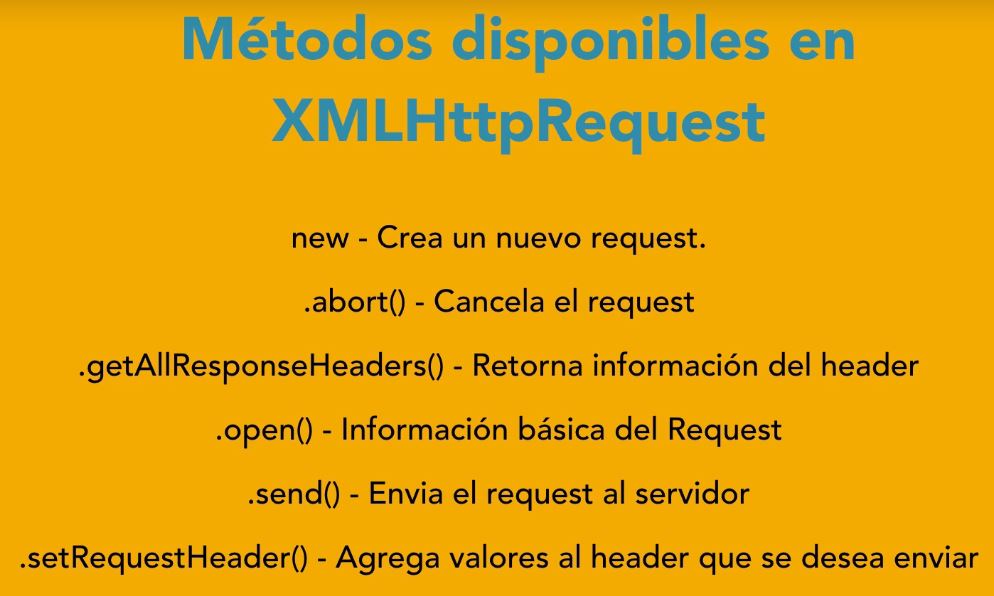 Métodos disponibles en
XMLHttpRequest
new - Crea un nuevo request.
.abort() - Cancela el request
.getAllResponseHeaders() - Retorna información del header
.open() - Información básica del Request
.send() - Envia el request al servidor
.setRequestHeader() - Agrega valores al header que se desea enviar